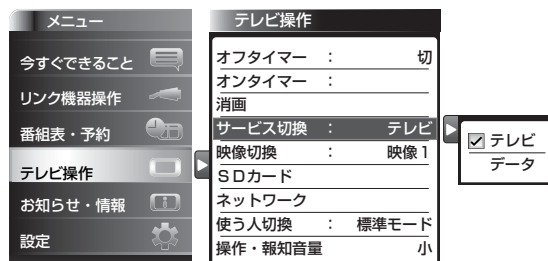 メニュー
今すぐできること
リンク機器操作
番組表・予約
テレビ操作
お知らせ・情報
設定
テレビ操作
オフタイマー : 切
オンタイマー :
消画
サービス切換 : テレビ
映像切換 : 映像1
SDカード
ネットワーク
使う人切換 : 標準モード
操作・報知音量 小
テレビ
データ